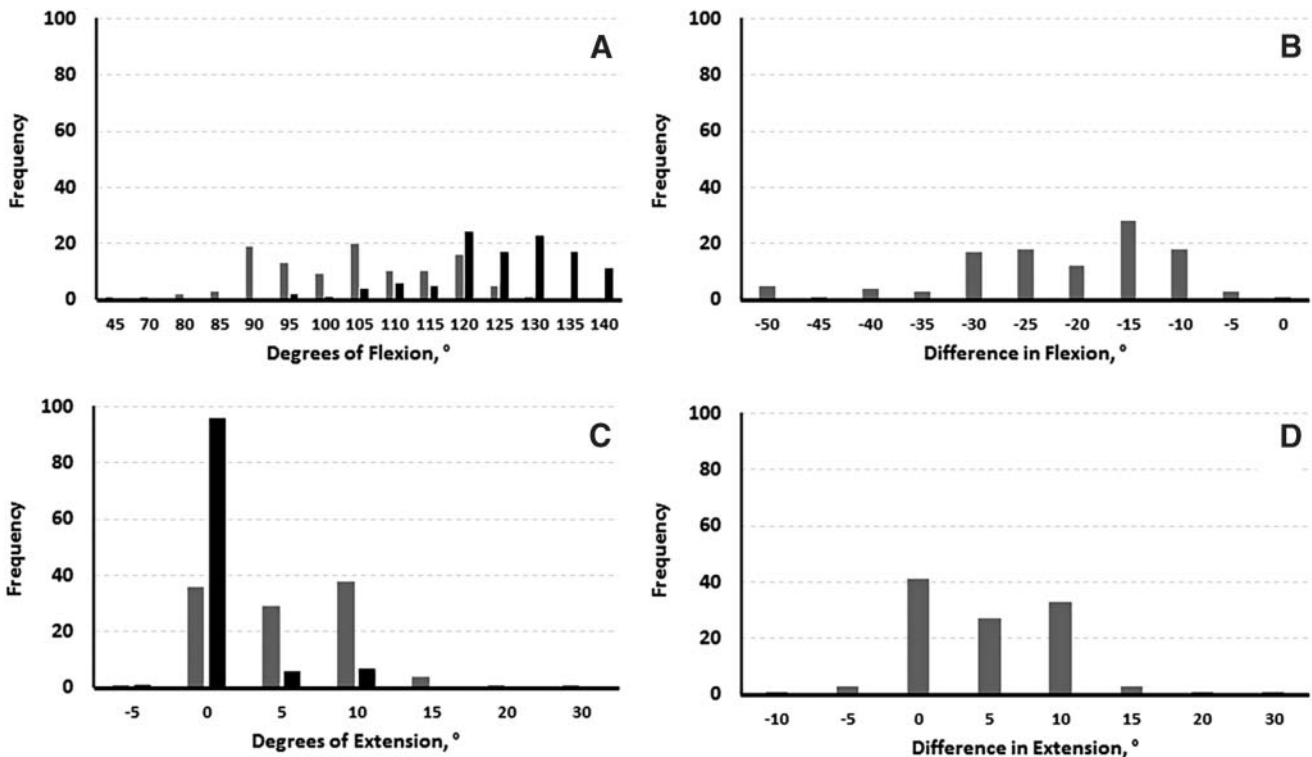 A
100
80
60
40
20
0
Frequency
45 70 80 85 90 95 100 105 110 115 120 125 130 135 140
Degrees of Flexion, °
B
100
80
60
40
20
0
Frequency
-50 -45 -40 -35 -30 -25 -20 -15 -10 -5 0
Difference in Flexion, °
C
100
80
60
40
20
0
Frequency
-5 0 5 10 15 20 30
Degrees of Extension, °
D
100
80
60
40
20
0
Frequency
-10 -5 0 5 10 15 20 30
Difference in Extension, °